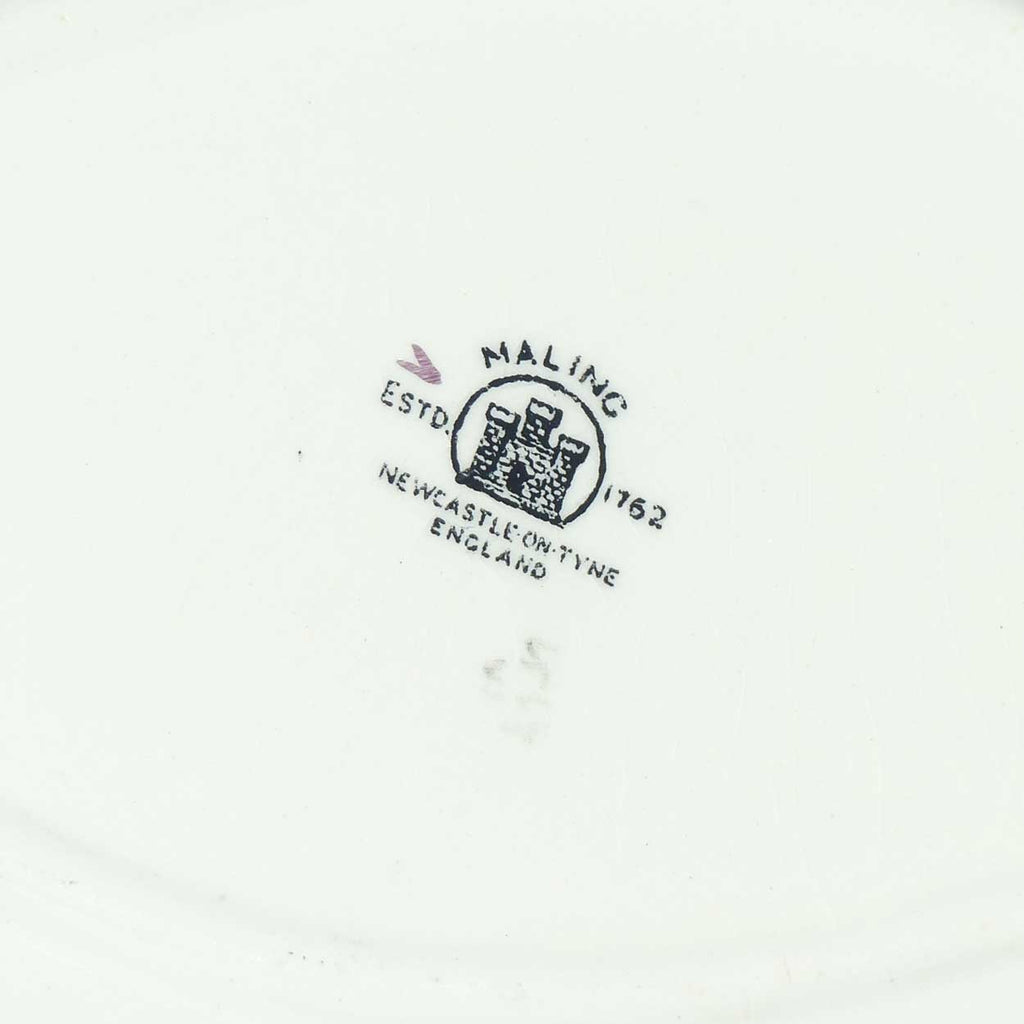 MALING
ESTD. 1762
NEWCASTLE·ON·TYNE
ENGLAND